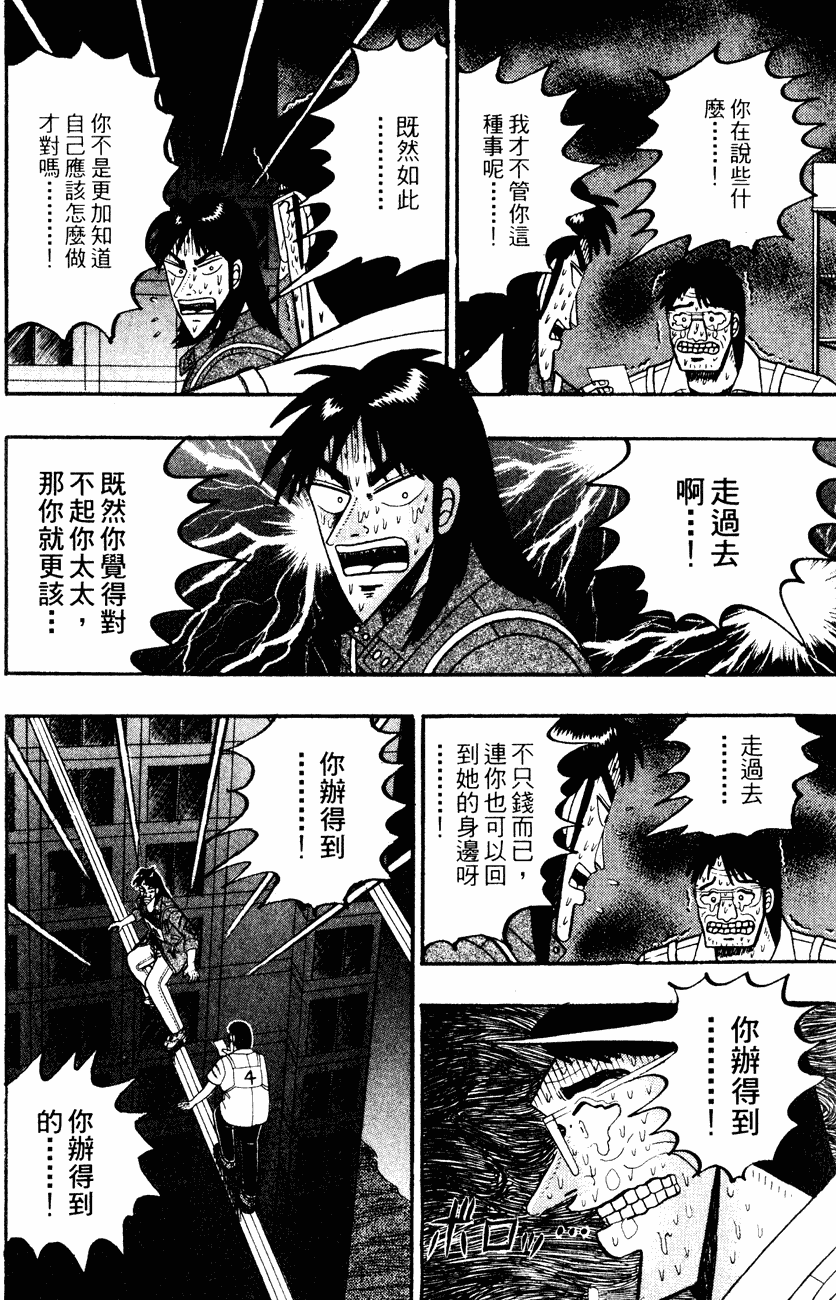 你在說些什
麼……！
我才不管你這
種事呢……！
既然如此
………
你不是更加知道
自己應該怎麼做
才對嗎………！
走過去
啊…！
既然你覺得對
不起你太太，
那你就更該…
走過去
……
不只錢而已，
連你也可以回
到她的身邊呀
………！
你辦得到
………！
ボロッ…
你辦得到
………！
4
你辦得到
的……！